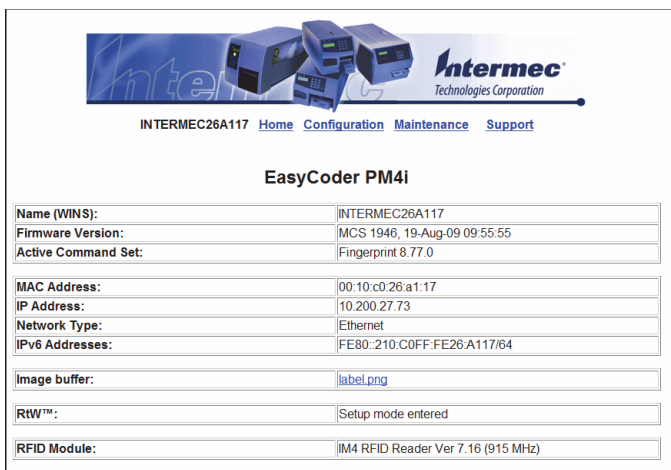 Intermec
Intermec
Technologies Corporation
INTERMEC26A117 Home Configuration Maintenance Support
EasyCoder PM4i
Name (WINS): INTERMEC26A117
Firmware Version: MCS 1946, 19-Aug-09 09:55:55
Active Command Set: Fingerprint 8.77.0
MAC Address: 00:10:c0:26:a1:17
IP Address: 10.200.27.73
Network Type: Ethernet
IPv6 Addresses: FE80::210:C0FF:FE26:A117/64
Image buffer: label.png
RtW™: Setup mode entered
RFID Module: IM4 RFID Reader Ver 7.16 (915 MHz)